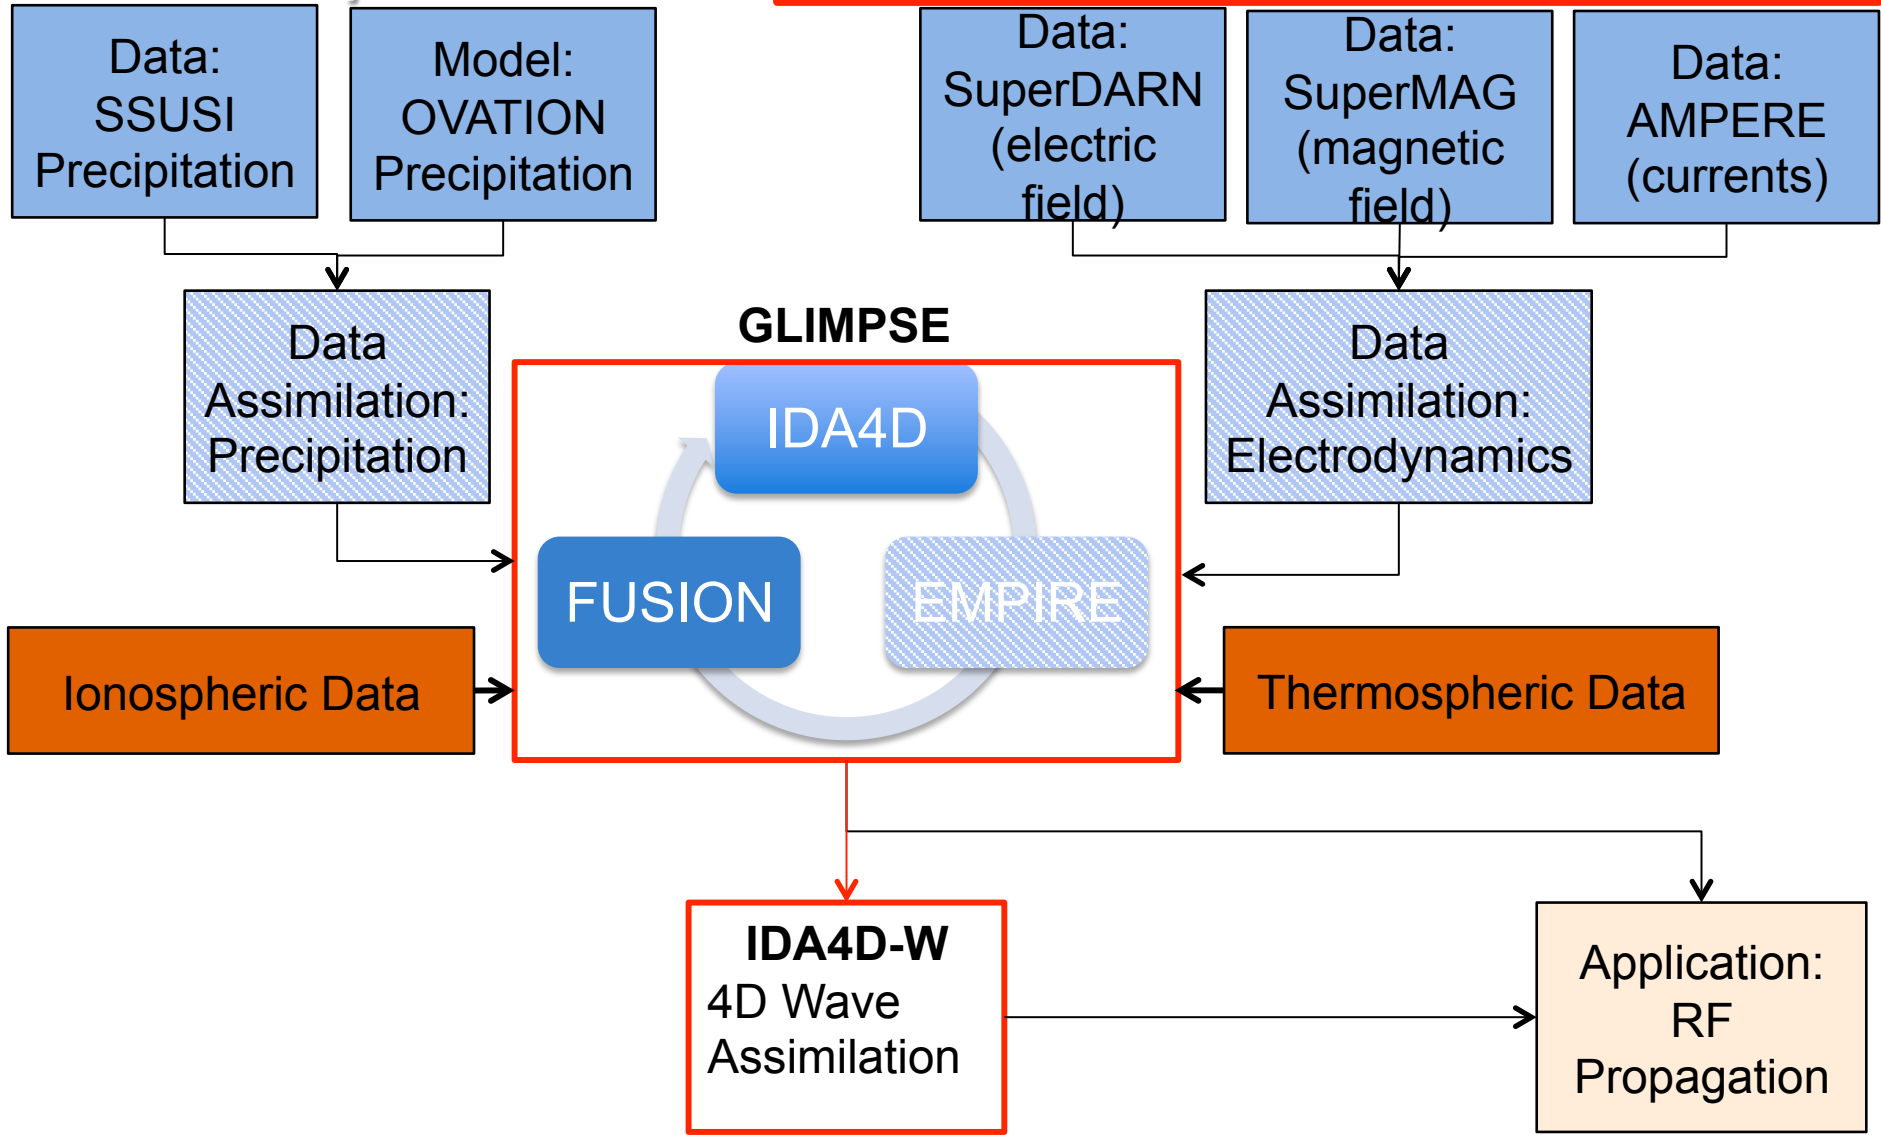 Data:
SSUSI
Precipitation
Model:
OVATION
Precipitation
Data:
SuperDARN
(electric
field)
Data:
SuperMAG
(magnetic
field)
Data:
AMPERE
(currents)
Data
Assimilation:
Precipitation
GLIMPSE
Data
Assimilation:
Electrodynamics
IDA4D
FUSION
EMPIRE
Ionospheric Data
Thermospheric Data
IDA4D-W
4D Wave
Assimilation
Application:
RF
Propagation